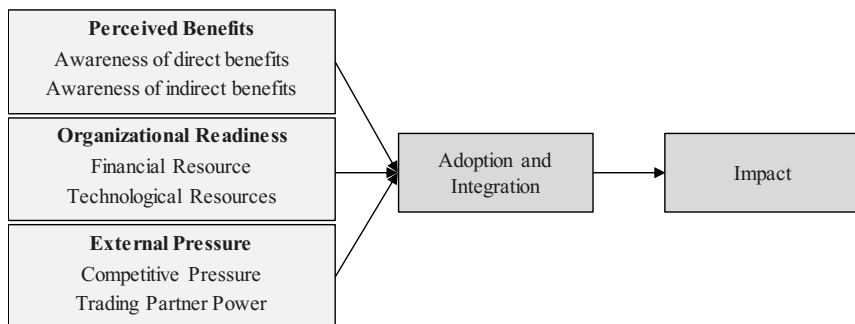 Perceived Benefits
Awareness of direct benefits
Awareness of indirect benefits
Organizational Readiness
Financial Resource
Technological Resources
External Pressure
Competitive Pressure
Trading Partner Power
Adoption and
Integration
Impact